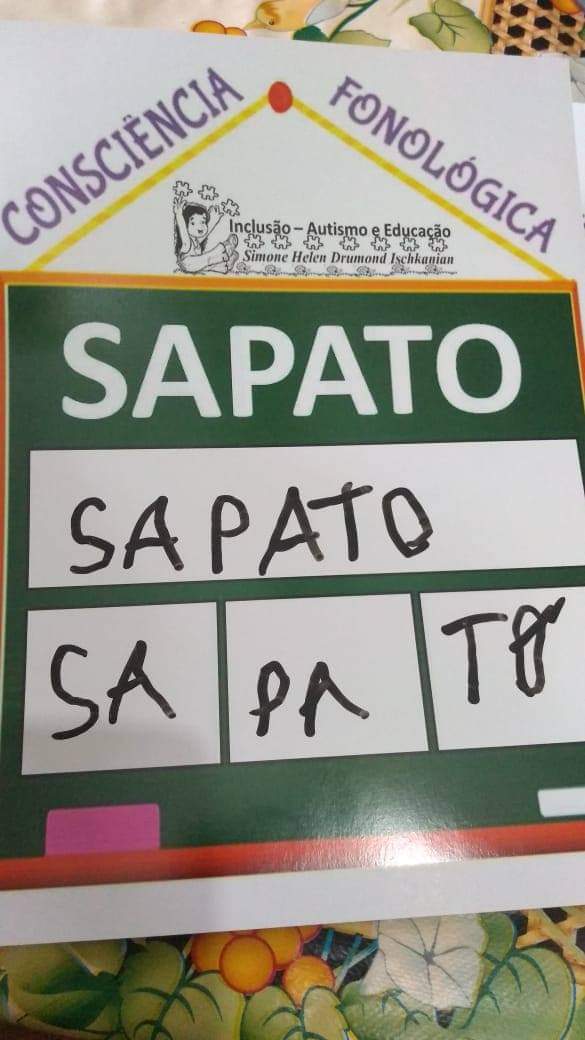 CONSCIÊNCIA FONOLÓGICA
Inclusão – Autismo e Educação
Simone Helen Drumond Ischkanian
SAPATO
SAPATO
SA PA TO